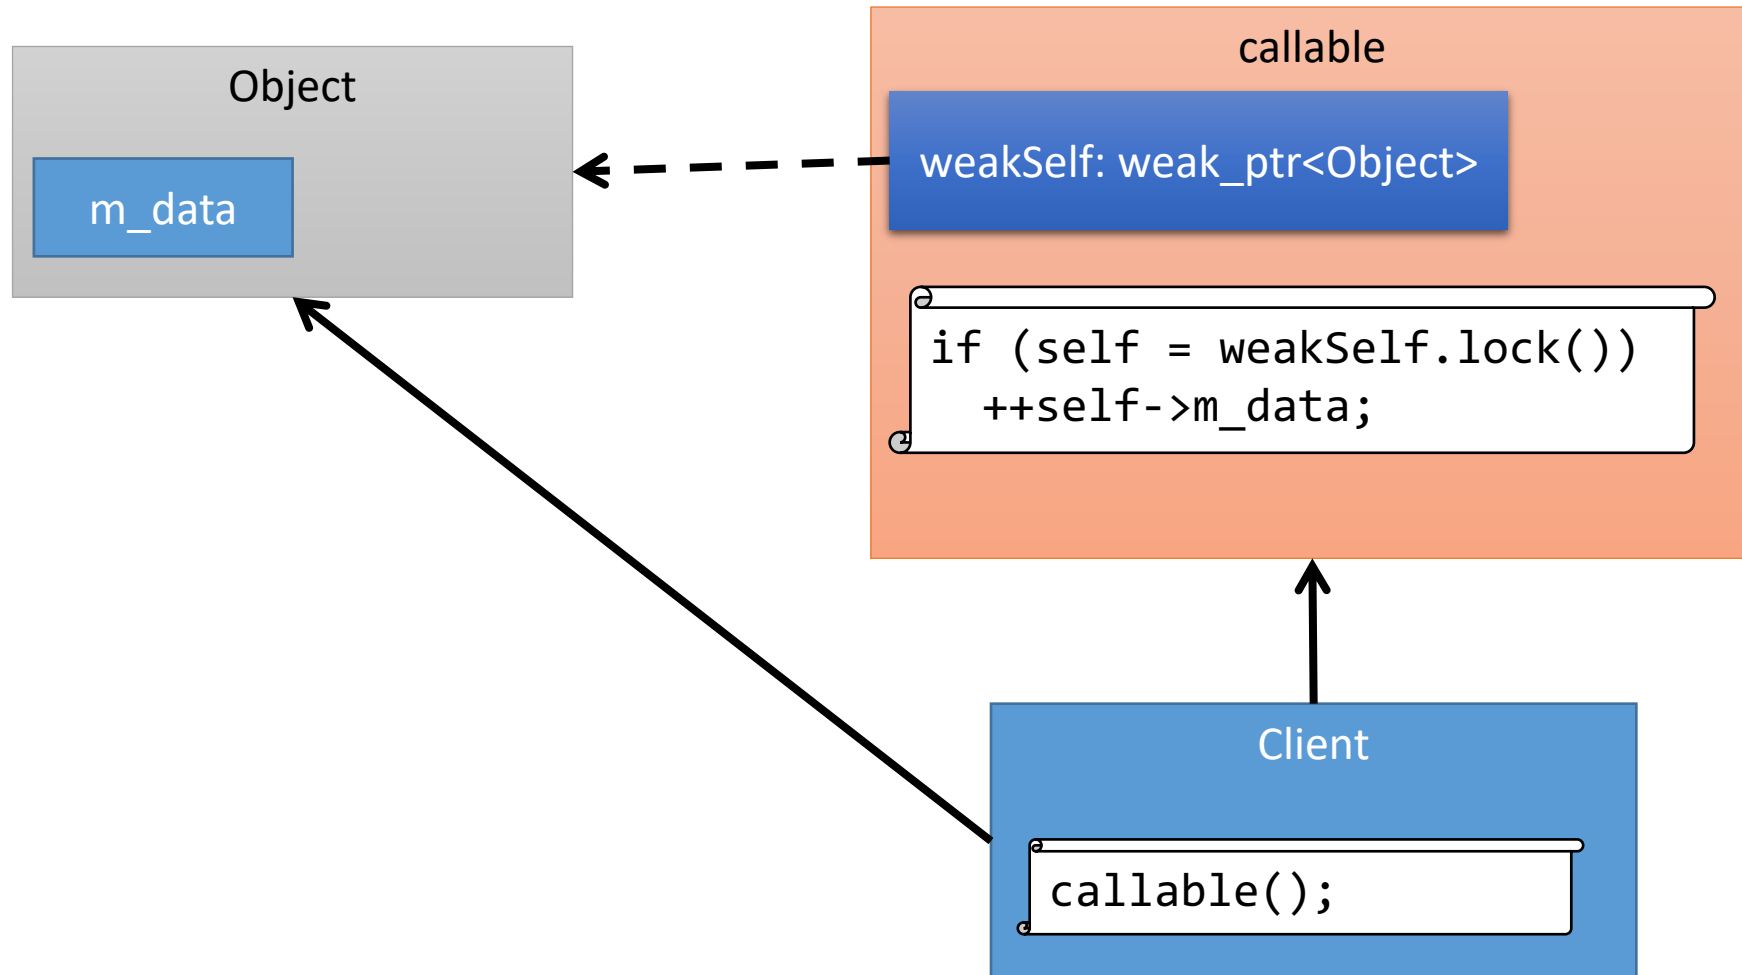 Object
m_data
callable
weakSelf: weak_ptr<Object>
if (self = weakSelf.lock())
  ++self->m_data;
Client
callable();